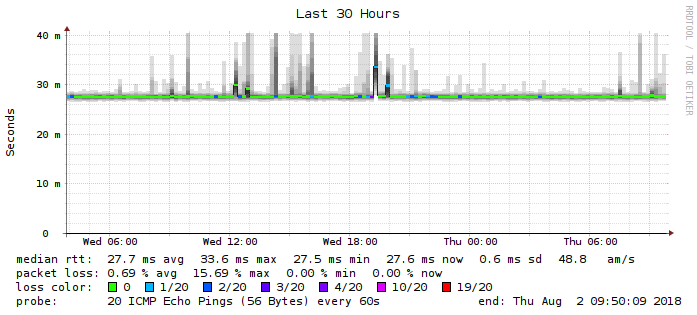 Last 30 Hours
RRDTOOL / TOBI OETIKER
Seconds
40 m
30 m
20 m
10 m
0
Wed 06:00 Wed 12:00 Wed 18:00 Thu 00:00 Thu 06:00
median rtt: 27.7 ms avg 33.6 ms max 27.5 ms min 27.6 ms now 0.6 ms sd 48.8 am/s
packet loss: 0.69 % avg 15.69 % max 0.00 % min 0.00 % now
loss color: 0 1/20 2/20 3/20 4/20 10/20 19/20
probe: 20 ICMP Echo Pings (56 Bytes) every 60s end: Thu Aug 2 09:50:09 2018